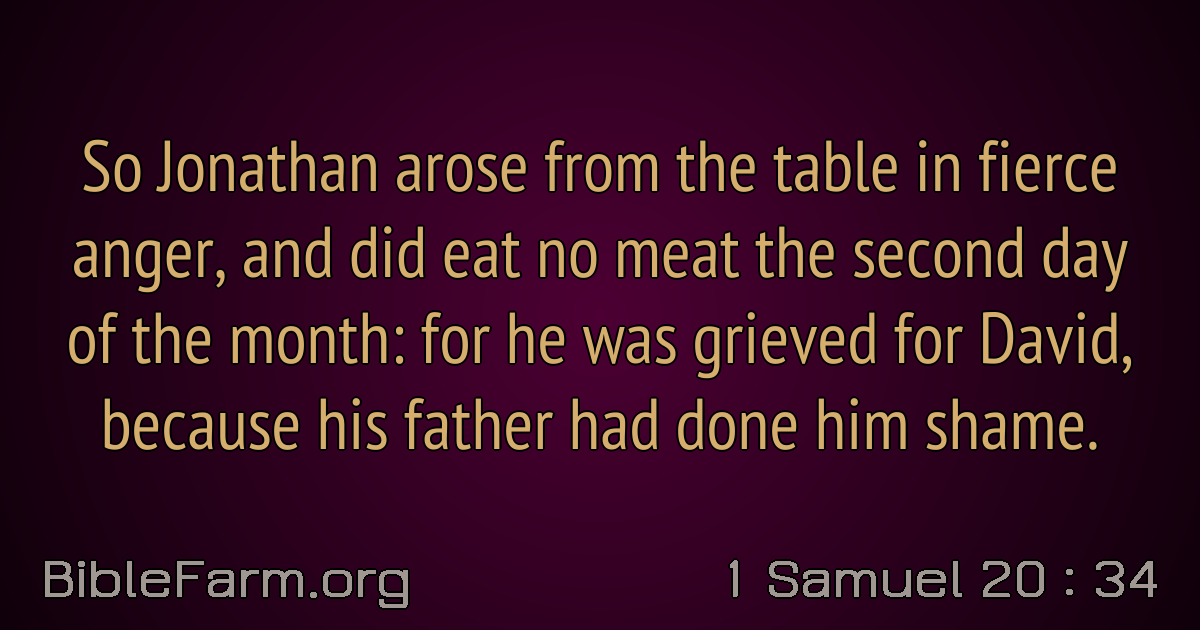 So Jonathan arose from the table in fierce
anger, and did eat no meat the second day
of the month: for he was grieved for David,
because his father had done him shame.
BibleFarm.org
1 Samuel 20 : 34